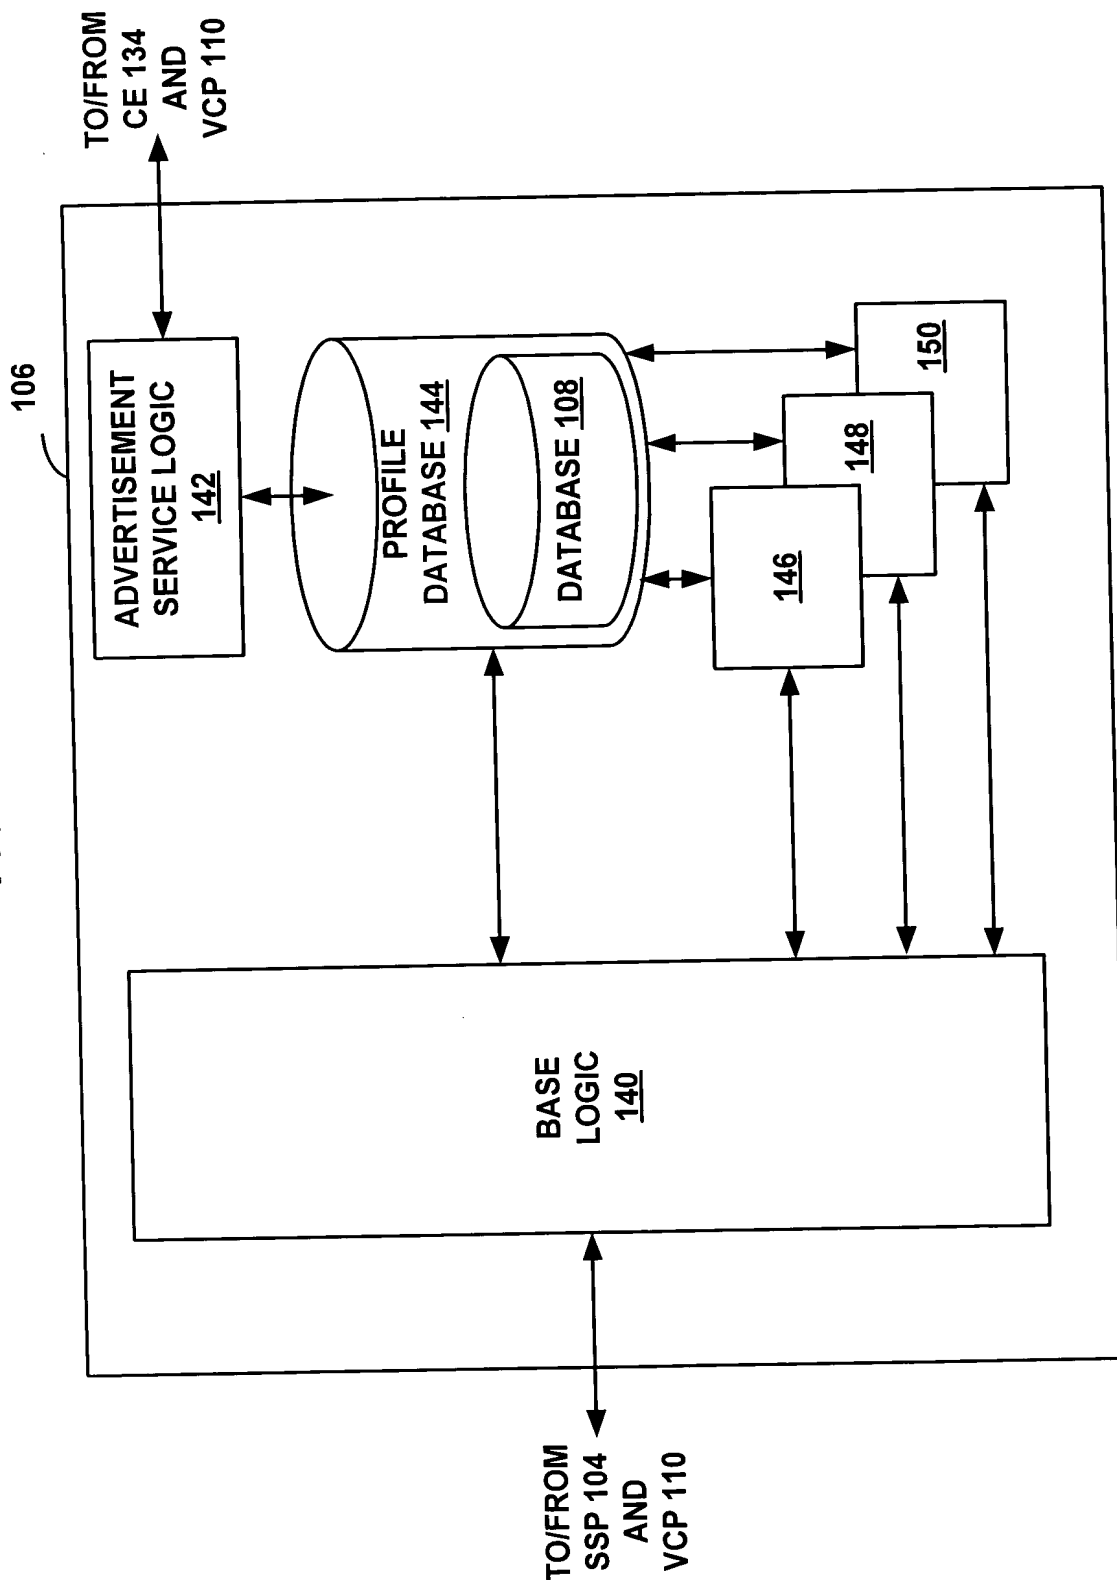 106
TO/FROM
CE 134
AND
VCP 110
ADVERTISEMENT
SERVICE LOGIC
142
PROFILE
DATABASE 144
DATABASE 108
146
148
150
BASE
LOGIC
140
TO/FROM
SSP 104
AND
VCP 110